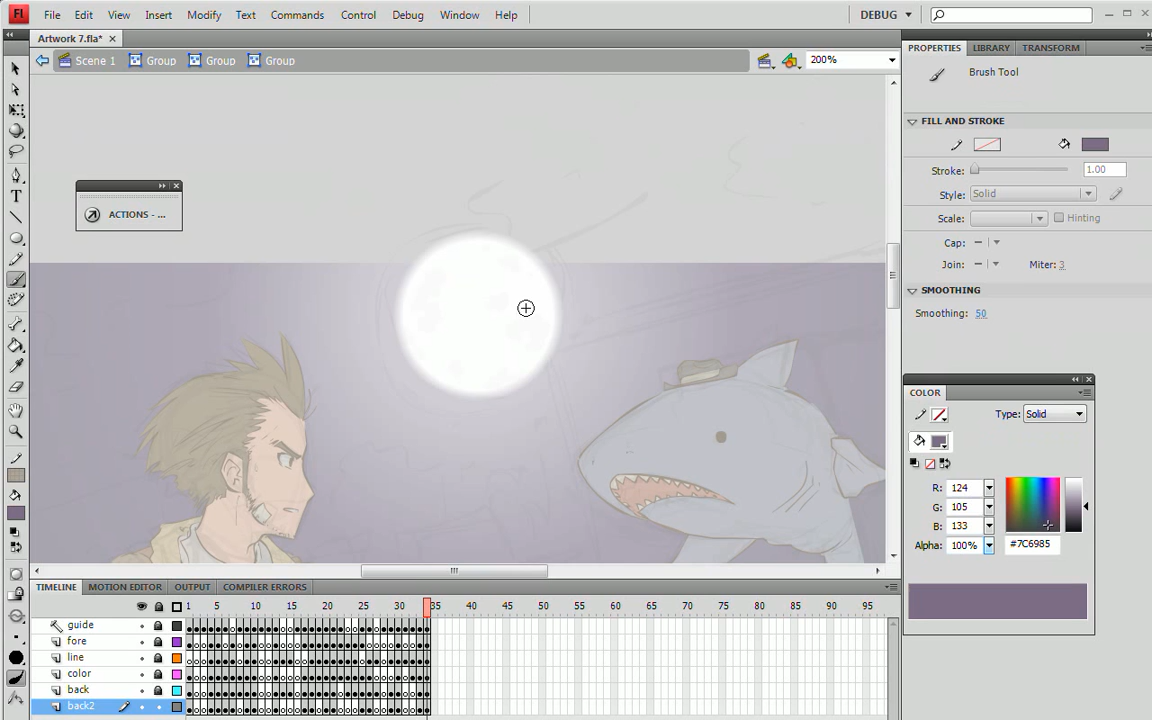 Fl File Edit View Insert Modify Text Commands Control Debug Window Help DEBUG
Artwork 7.fla*
Scene 1 Group Group Group 200%
PROPERTIES LIBRARY TRANSFORM
Brush Tool
FILL AND STROKE
Stroke: 1.00
Style: Solid
Scale: Hinting
Cap:
Join: Miter: 3
SMOOTHING
Smoothing: 50
ACTIONS - ...
COLOR
Type: Solid
R: 124
G: 105
B: 133
Alpha: 100% #7C6985
TIMELINE MOTION EDITOR OUTPUT COMPILER ERRORS
1 5 10 15 20 25 30 35 40 45 50 55 60 65 70 75 80 85 90 95
guide
fore
line
color
back
back2